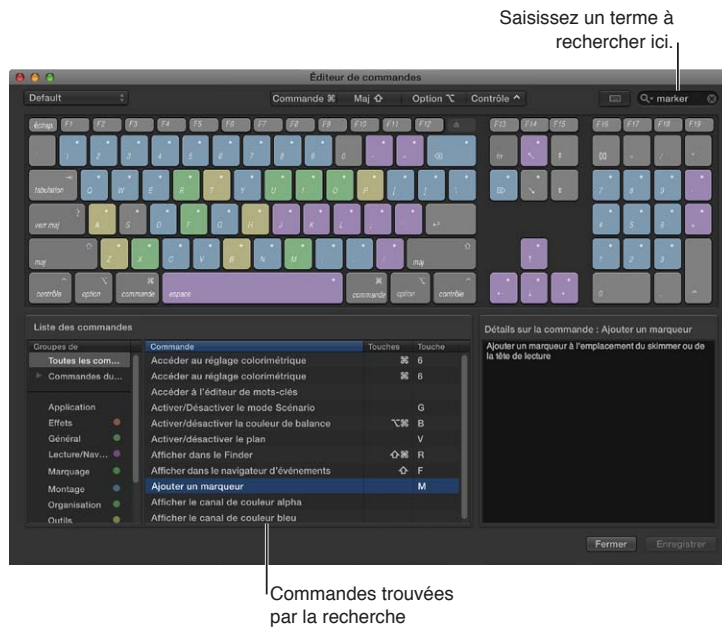 Saisissez un terme à
rechercher ici.
Éditeur de commandes
Default
Commande ⌘ Maj ⇧ Option ⌥ Contrôle ^
marker
F1 F2 F3 F4 F5 F6 F7 F8 F9 F10 F11 F12 F13 F14 F15 F16 F17 F18 F19
tabulation
verr maj
maj maj
contrôle option commande espace commande option contrôle
Liste des commandes
Détails sur la commande : Ajouter un marqueur
Groupes de Commande Touches Touche
Ajouter un marqueur à l'emplacement du skimmer ou de
la tête de lecture
Toutes les com... Accéder au réglage colorimétrique ⌘ 6
Commandes du... Accéder au réglage colorimétrique ⌘ 6
Accéder à l'éditeur de mots-clés
Application Activer/Désactiver le mode Scénario G
Effets Activer/désactiver la couleur de balance ⌥⌘ B
Général Activer/désactiver le plan V
Lecture/Nav... Afficher dans le Finder ⇧⌘ R
Marquage Afficher dans le navigateur d'événements ⇧ F
Montage Ajouter un marqueur M
Organisation Afficher le canal de couleur alpha
Outils Afficher le canal de couleur bleu
Fermer Enregistrer
Commandes trouvées
par la recherche